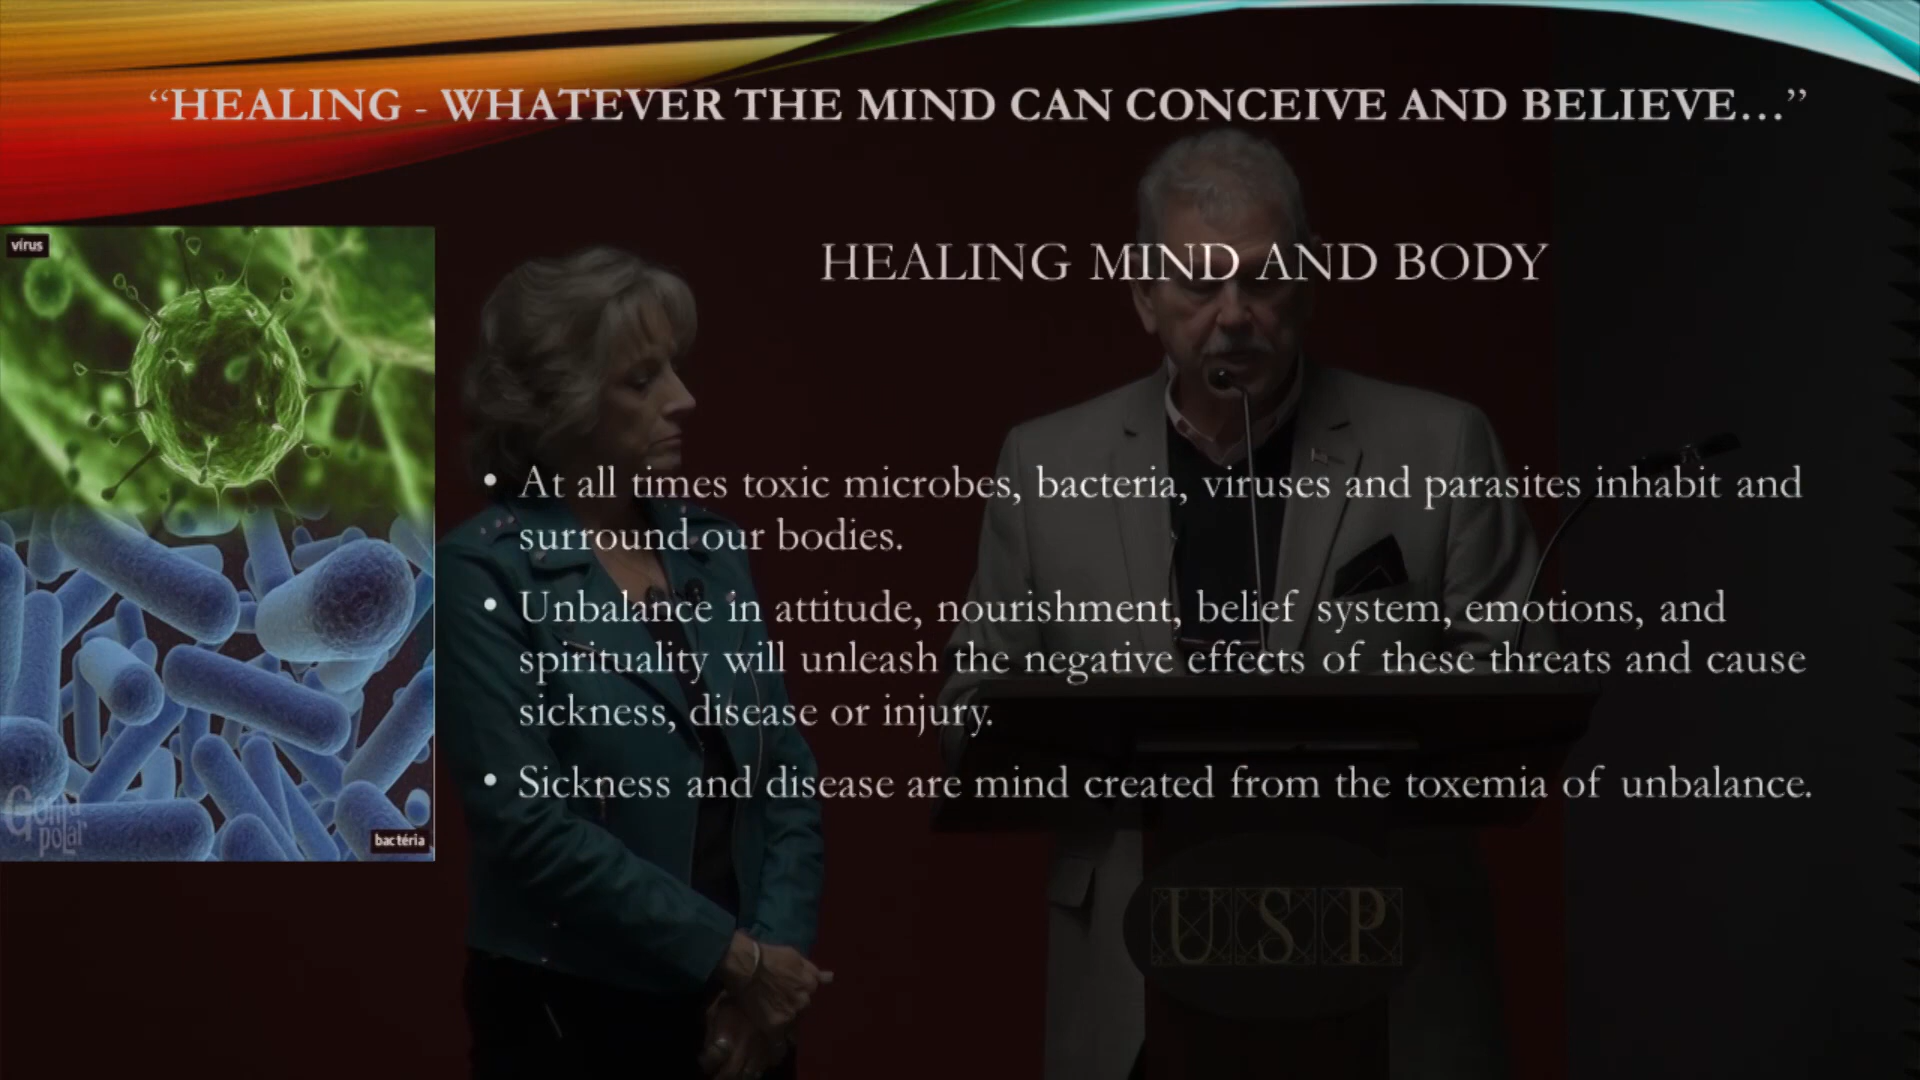 “HEALING - WHATEVER THE MIND CAN CONCEIVE AND BELIEVE…”
vírus
HEALING MIND AND BODY
• At all times toxic microbes, bacteria, viruses and parasites inhabit and
surround our bodies.
• Unbalance in attitude, nourishment, belief system, emotions, and
spirituality will unleash the negative effects of these threats and cause
sickness, disease or injury.
• Sickness and disease are mind created from the toxemia of unbalance.
Goma
polar
bactéria
USP